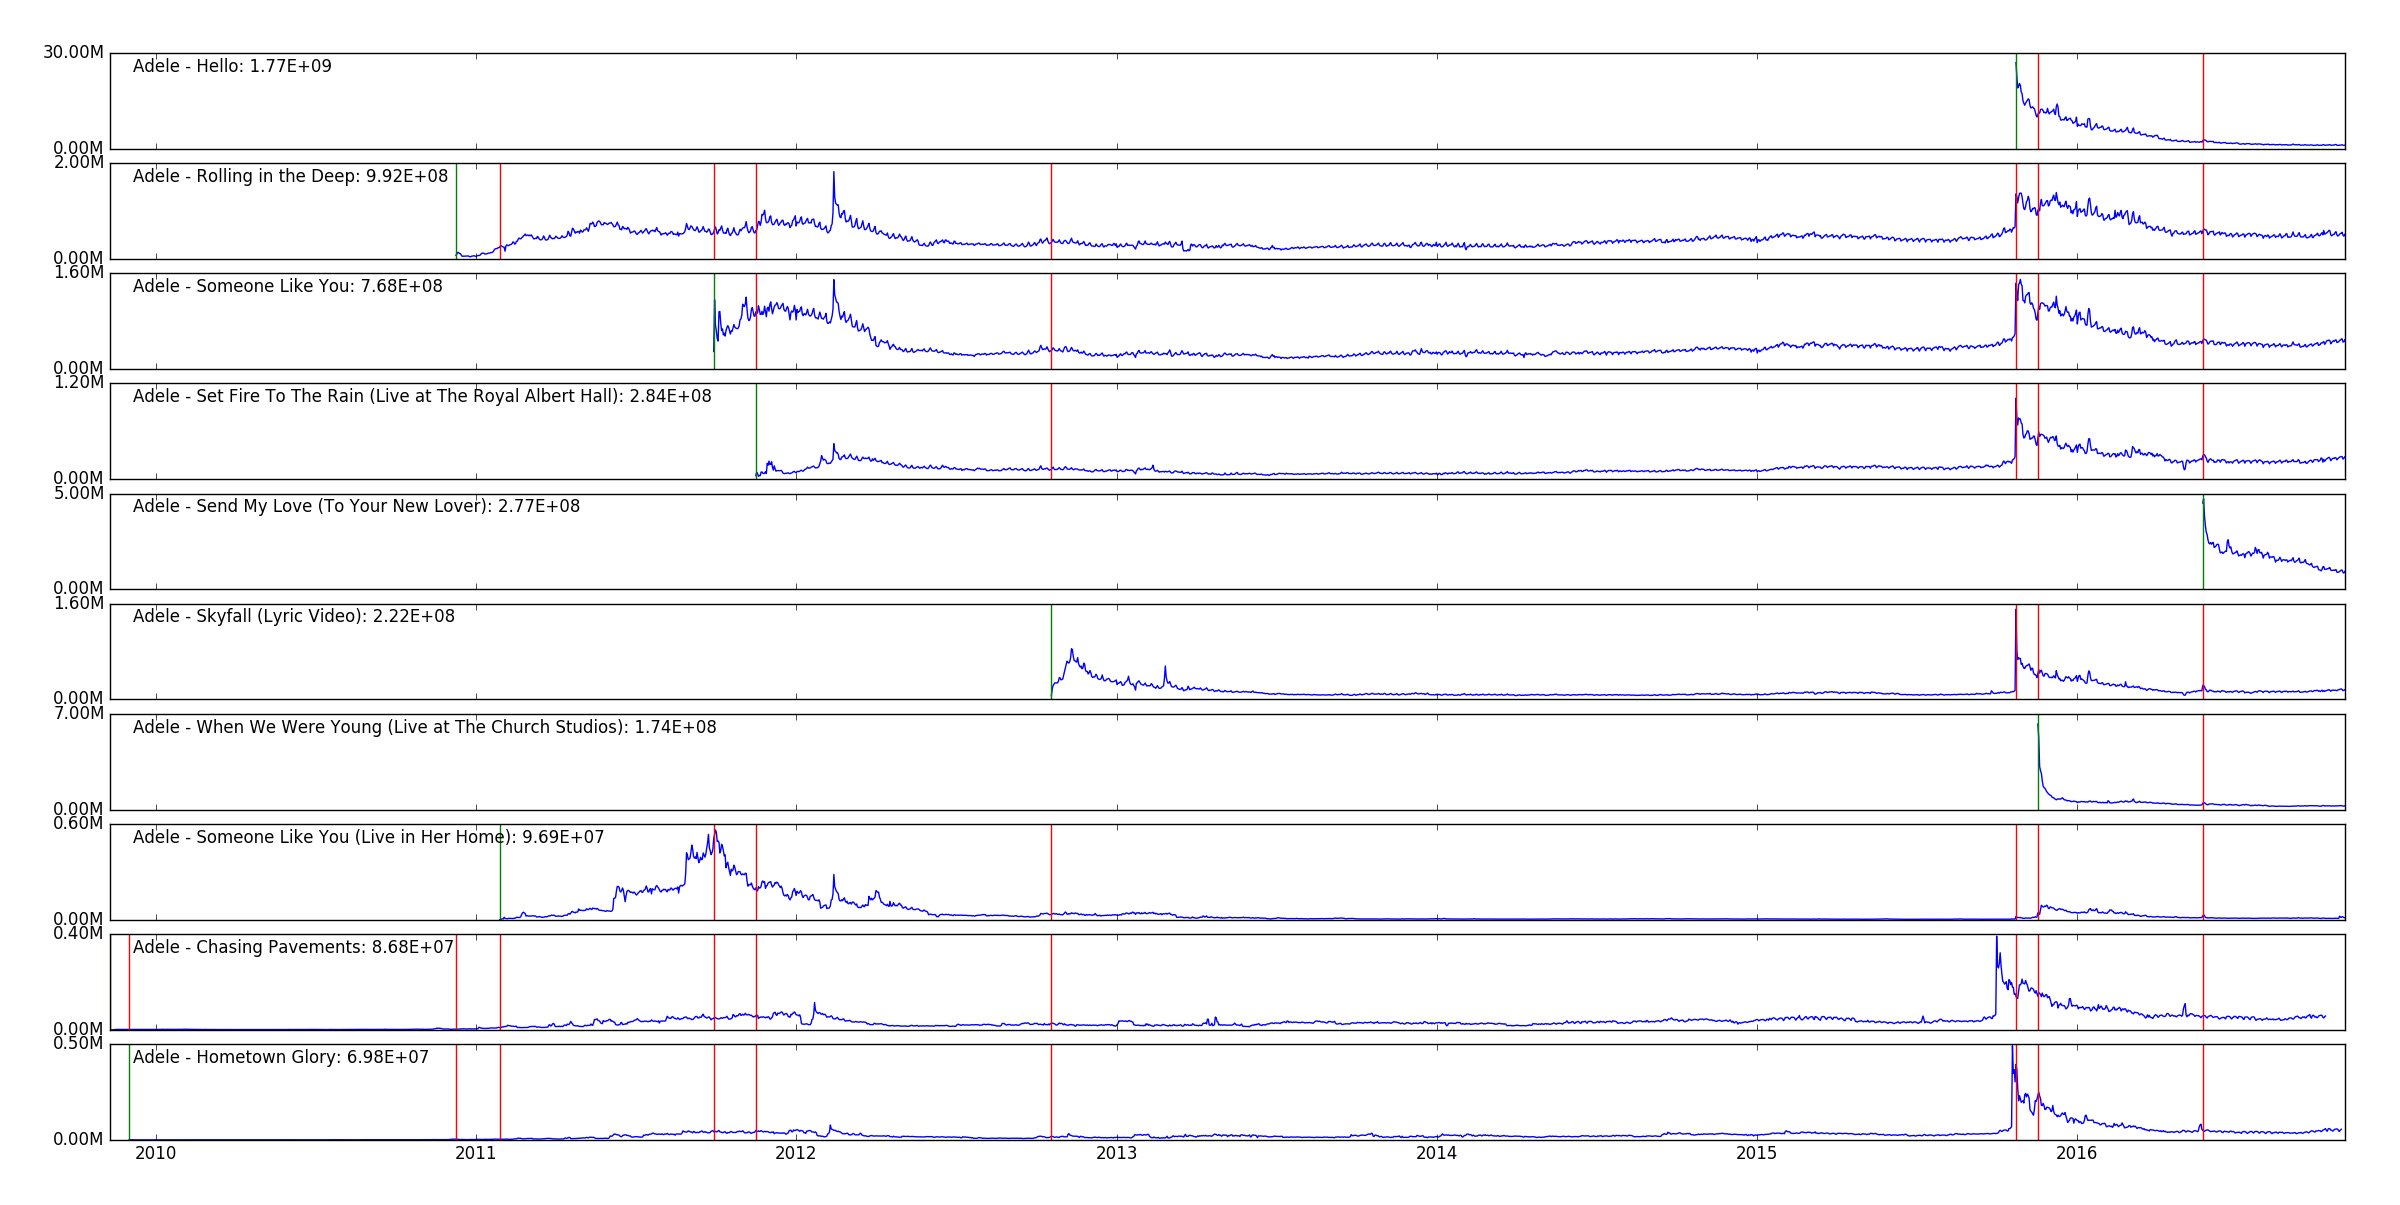 30.00M
Adele - Hello: 1.77E+09
0.00M
2.00M
Adele - Rolling in the Deep: 9.92E+08
0.00M
1.60M
Adele - Someone Like You: 7.68E+08
0.00M
1.20M
Adele - Set Fire To The Rain (Live at The Royal Albert Hall): 2.84E+08
0.00M
5.00M
Adele - Send My Love (To Your New Lover): 2.77E+08
0.00M
1.60M
Adele - Skyfall (Lyric Video): 2.22E+08
0.00M
7.00M
Adele - When We Were Young (Live at The Church Studios): 1.74E+08
0.00M
0.60M
Adele - Someone Like You (Live in Her Home): 9.69E+07
0.00M
0.40M
Adele - Chasing Pavements: 8.68E+07
0.00M
0.50M
Adele - Hometown Glory: 6.98E+07
0.00M
2010 2011 2012 2013 2014 2015 2016